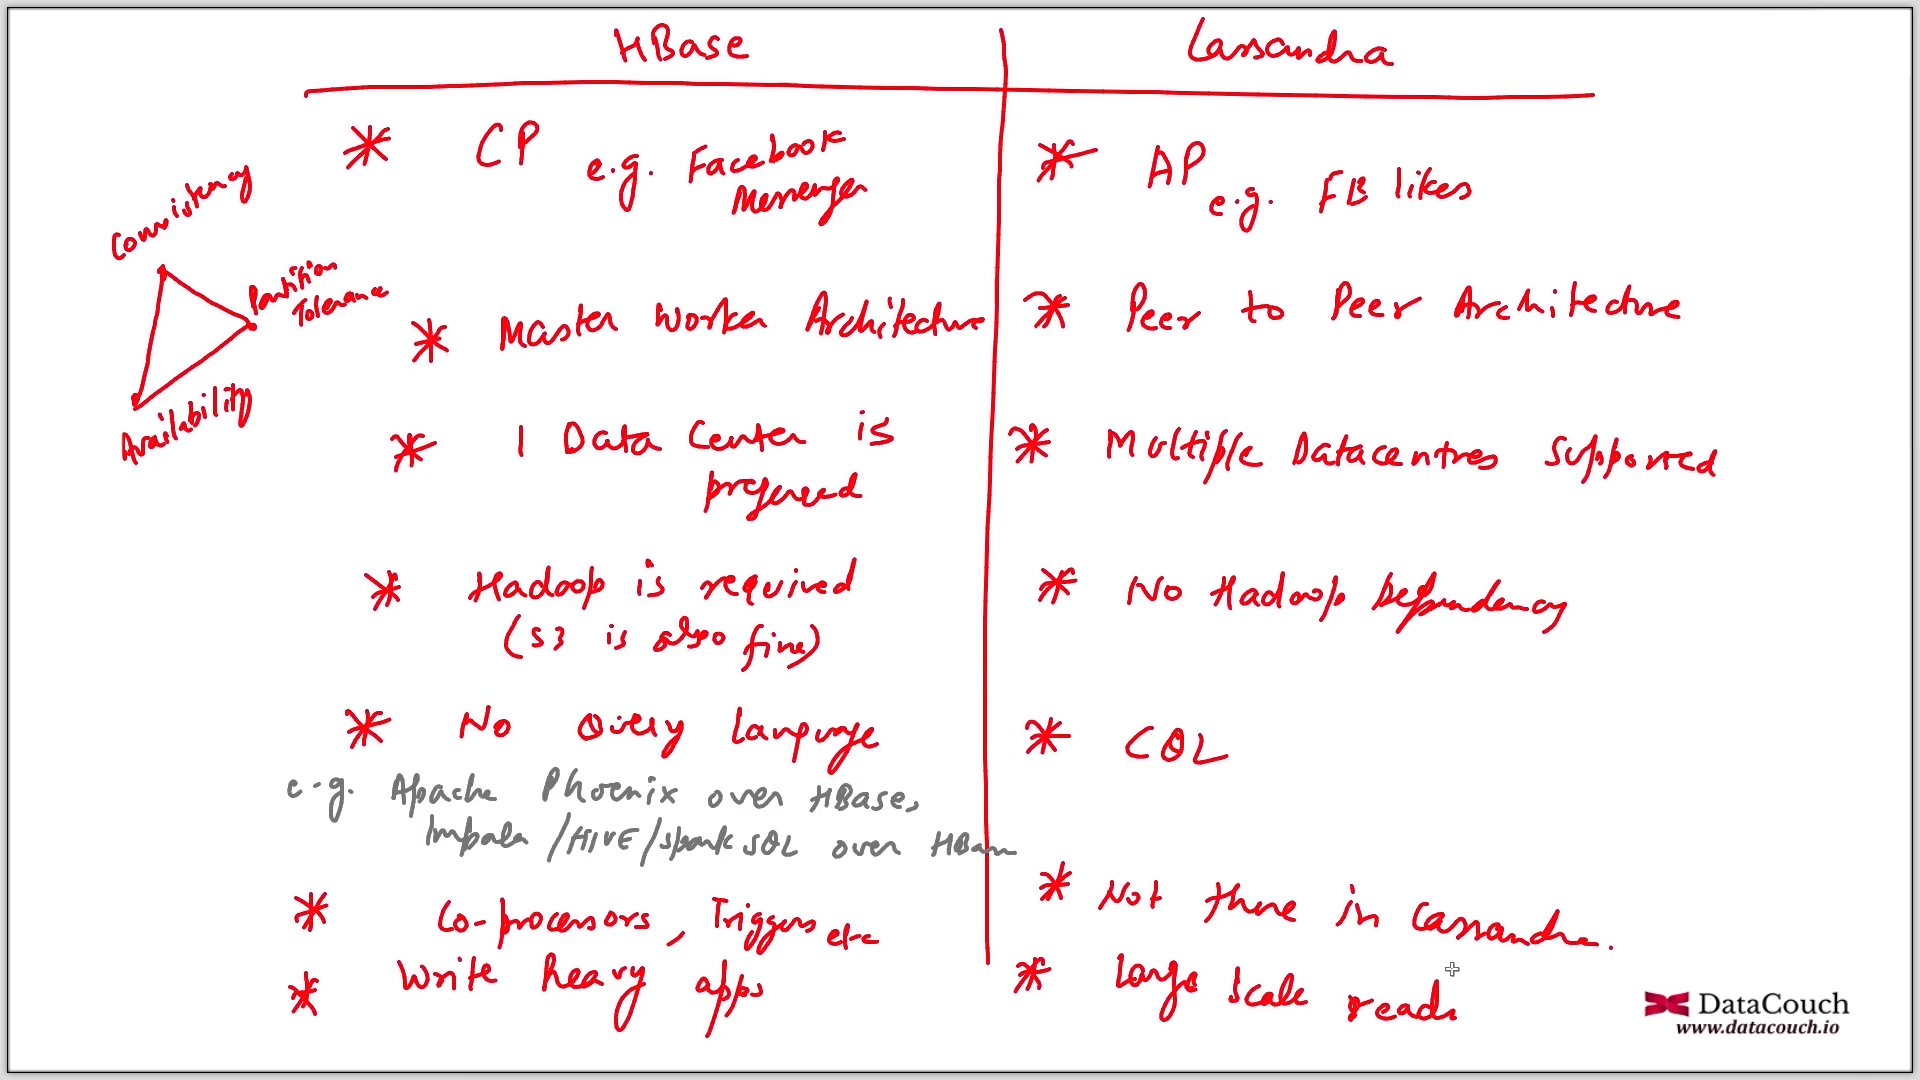 HBase
Cassandra
* CP e.g. Facebook
Messenger
* AP e.g. FB likes
Consistency
Partition
Tolerance
Availability
* Master Worker Architecture
* Peer to Peer Architecture
* 1 Data Center is
preferred
* Multiple Datacentres Supported
* Hadoop is required
(S3 is also fine)
* No Hadoop Dependency
* No Query language
* CQL
e.g. Apache Phoenix over HBase,
Impala /HIVE/spark SQL over HBase
* Co-processors, Triggers etc
* Not there in Cassandra.
* Write heavy apps
* Large scale reads
DataCouch
www.datacouch.io